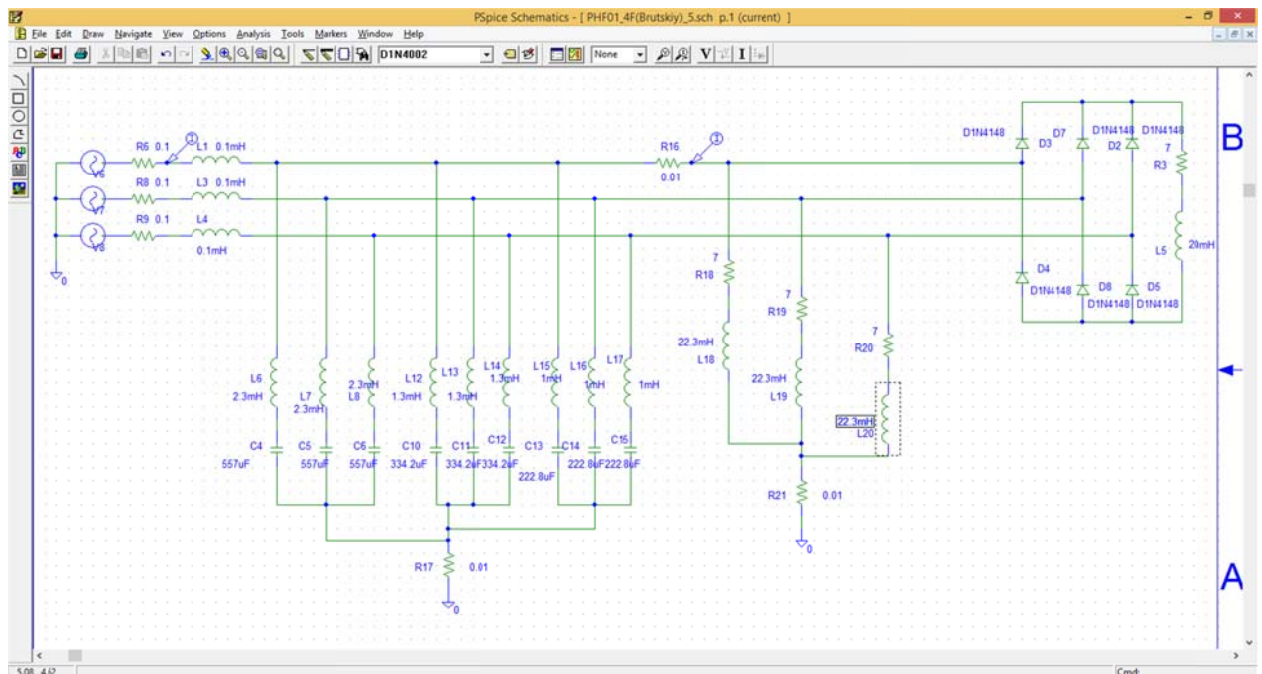 PSpice Schematics - [ PHF01_4F(Brutskiy)_5.sch p.1 (current) ]
File Edit Draw Navigate View Options Analysis Tools Markers Window Help
D1N4002 None V I
R6 0.1 L1 0.1mH
V6
R8 0.1 L3 0.1mH
V7
R9 0.1 L4
V8
0.1mH
0
R16
0.01
I
I
D1N4148 D7 D1N4148 D1N4148
D3 D2
7
R3
L5 29mH
D4
D1N4148 D8 D5
D1N4148 D1N4148
B
7
R18
7
R19
7
R20
22.3mH
L18
22.3mH
L19
22.3mH
L20
L6
2.3mH
L7
2.3mH
2.3mH
L8
L12
1.3mH
L13
1.3mH
L14
1.3mH
L15
1mH
L16
1mH
L17
1mH
C4 C5 C6 C10 C11 C12 C13 C14 C15
557uF 557uF 557uF 334.2uF 334.2uF 334.2uF 222.8uF 222.8uF 222.8uF
R21 0.01
0
R17 0.01
0
A
Cmd: